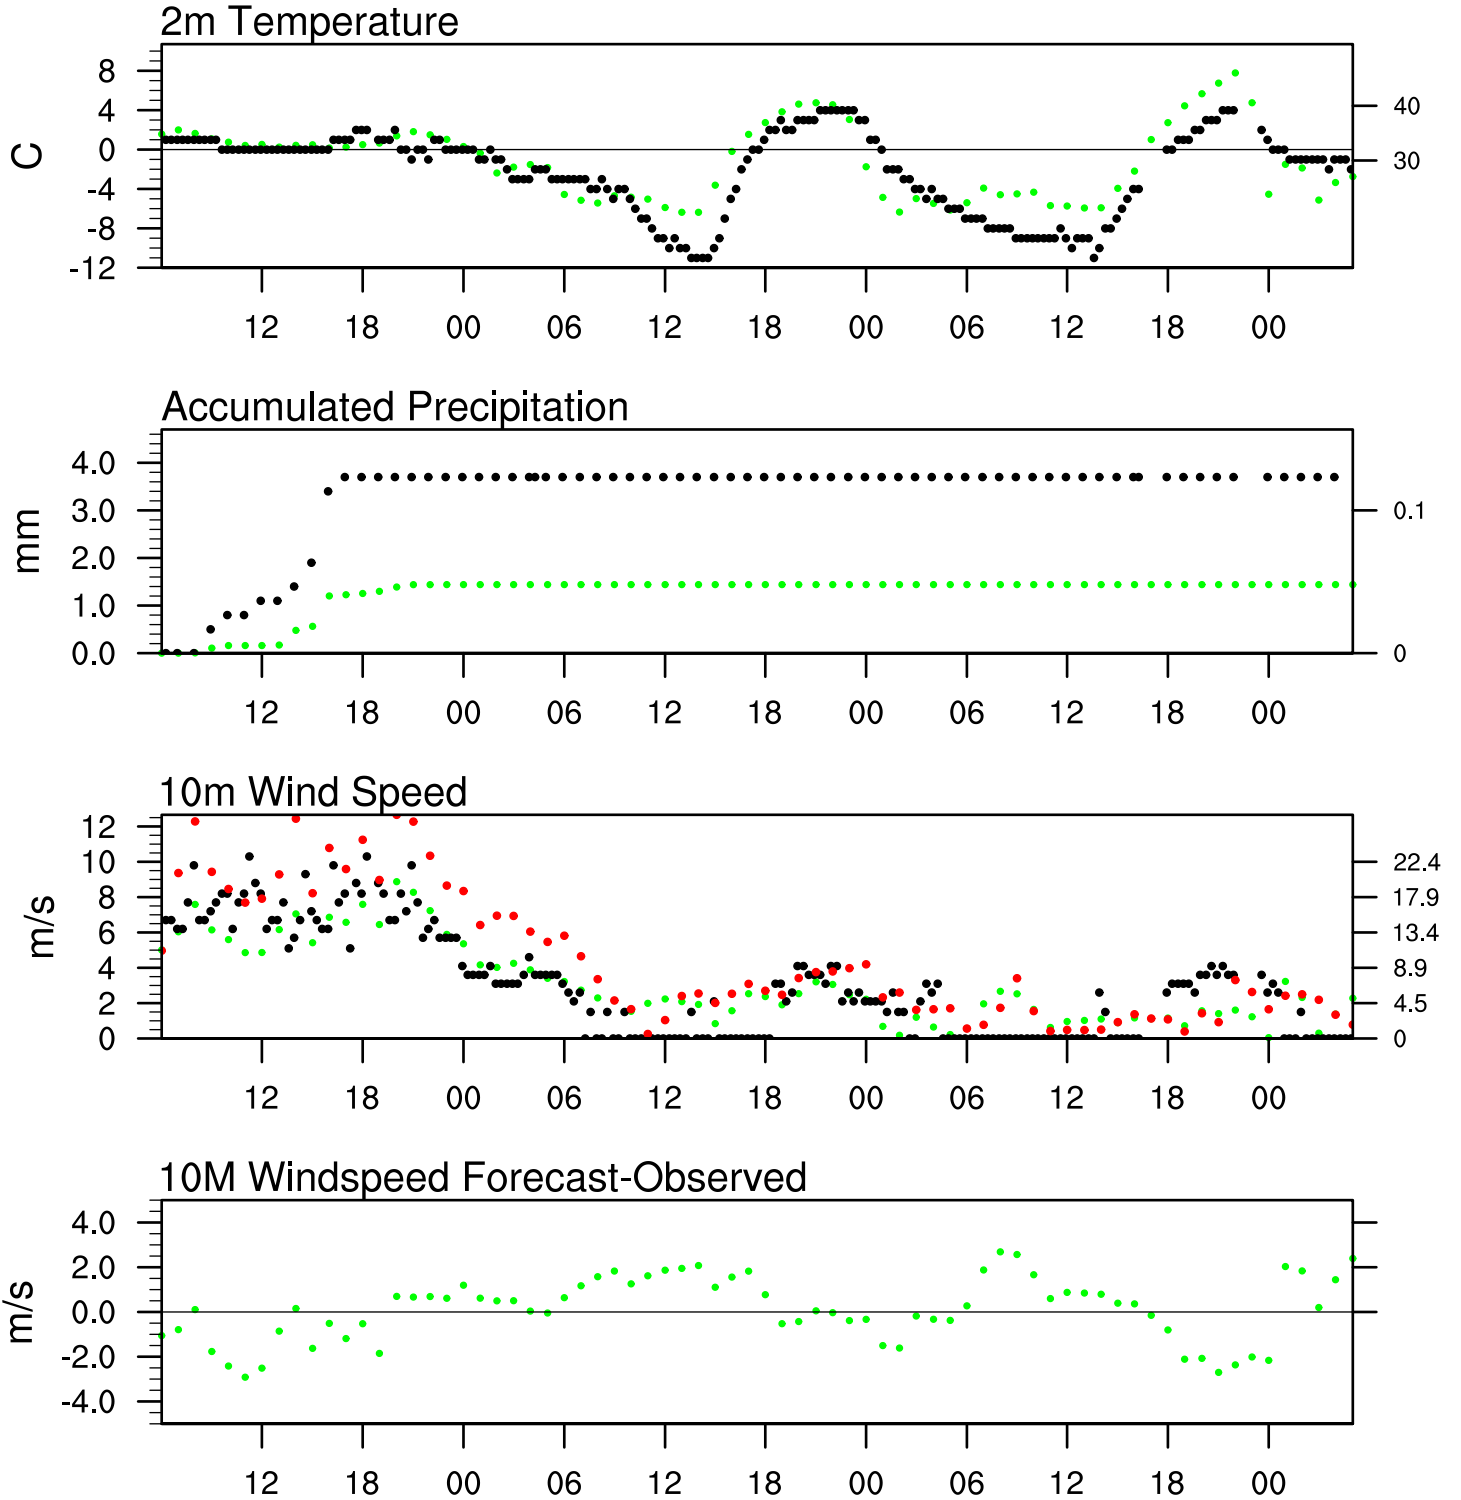 2m Temperature
8
4
0
-4
-8
-12
C
40
30
12 18 00 06 12 18 00 06 12 18 00
Accumulated Precipitation
4.0
3.0
2.0
1.0
0.0
mm
0.1
0
12 18 00 06 12 18 00 06 12 18 00
10m Wind Speed
12
10
8
6
4
2
0
m/s
22.4
17.9
13.4
8.9
4.5
0
12 18 00 06 12 18 00 06 12 18 00
10M Windspeed Forecast-Observed
4.0
2.0
0.0
-2.0
-4.0
m/s
12 18 00 06 12 18 00 06 12 18 00